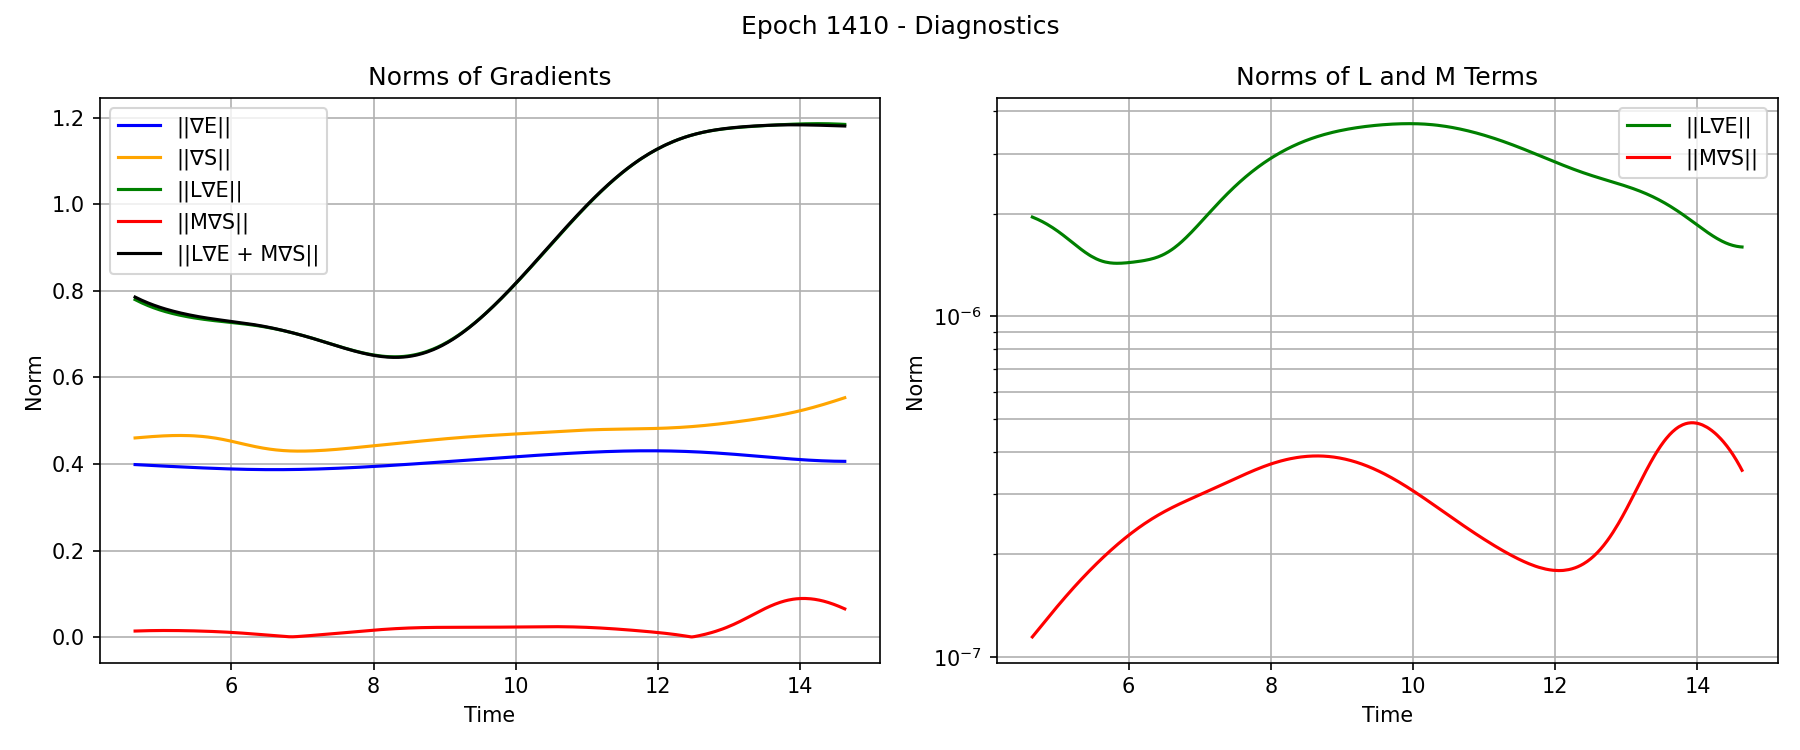 Epoch 1410 - Diagnostics
Norms of Gradients
||∇E||
||∇S||
||L∇E||
||M∇S||
||L∇E + M∇S||
1.2
1.0
0.8
0.6
0.4
0.2
0.0
Norm
6 8 10 12 14
Time
Norms of L and M Terms
||L∇E||
||M∇S||
10⁻⁶
10⁻⁷
Norm
6 8 10 12 14
Time